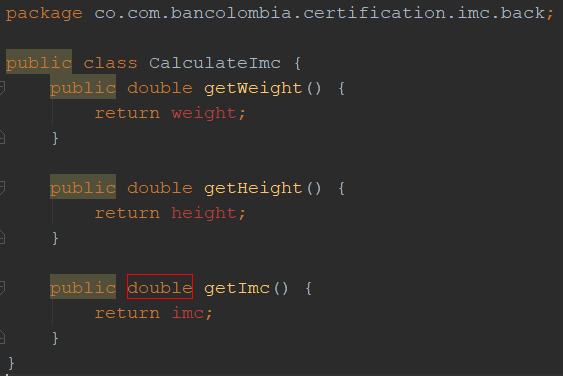 package co.com.bancolombia.certification.imc.back;
public class CalculateImc {
public double getWeight() {
return weight;
}
public double getHeight() {
return height;
}
public double getImc() {
return imc;
}
}